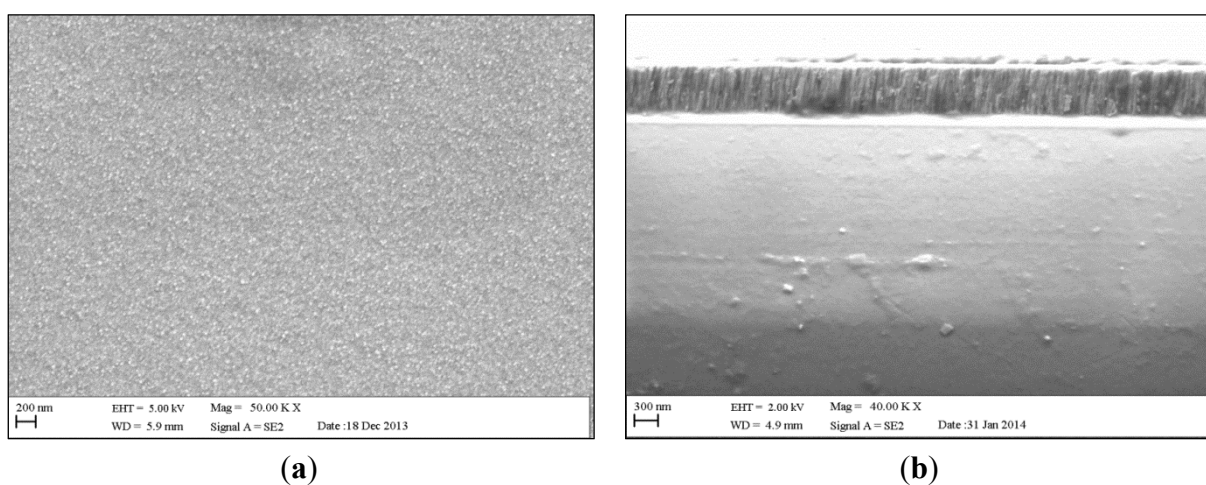 200 nm
EHT = 5.00 kV Mag = 50.00 K X
WD = 5.9 mm Signal A = SE2 Date :18 Dec 2013
300 nm
EHT = 2.00 kV Mag = 40.00 K X
WD = 4.9 mm Signal A = SE2 Date :31 Jan 2014
(a) (b)